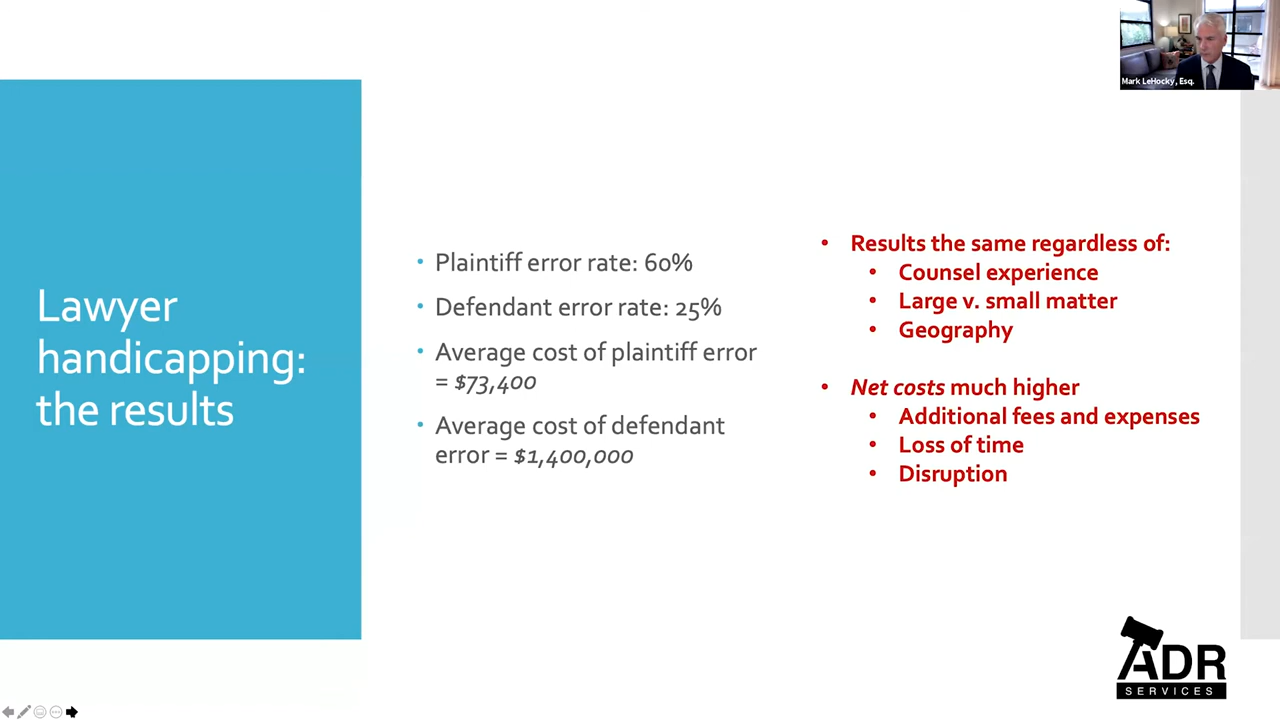 Mark LeHocky, Esq.
Lawyer
handicapping:
the results
• Plaintiff error rate: 60%
• Defendant error rate: 25%
• Average cost of plaintiff error
= $73,400
• Average cost of defendant
error = $1,400,000
• Results the same regardless of:
• Counsel experience
• Large v. small matter
• Geography
• Net costs much higher
• Additional fees and expenses
• Loss of time
• Disruption
ADR
SERVICES